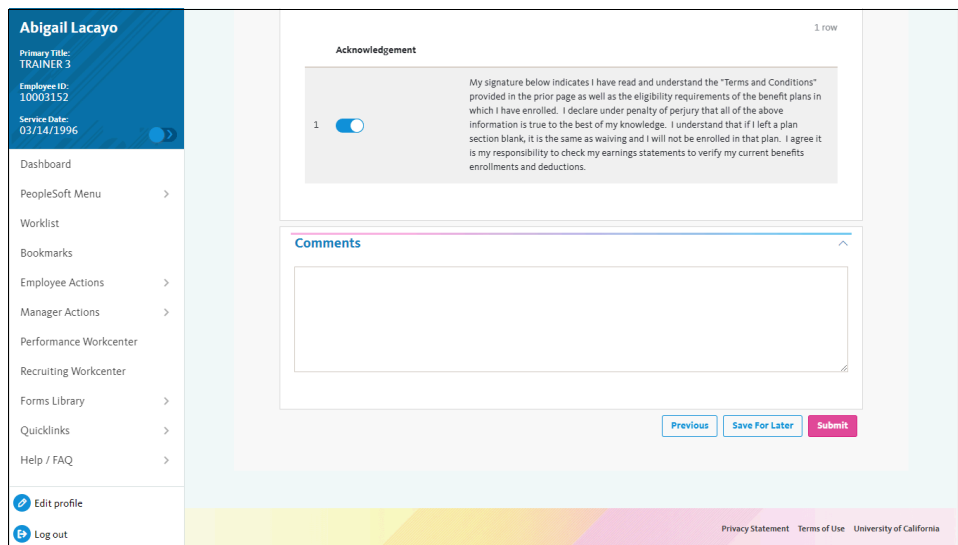 Abigail Lacayo
Primary Title:
TRAINER 3
Employee ID:
10003152
Service Date:
03/14/1996
Dashboard
PeopleSoft Menu
Worklist
Bookmarks
Employee Actions
Manager Actions
Performance Workcenter
Recruiting Workcenter
Forms Library
Quicklinks
Help / FAQ
Edit profile
Log out
1 row
Acknowledgement
1
My signature below indicates I have read and understand the "Terms and Conditions"
provided in the prior page as well as the eligibility requirements of the benefit plans in
which I have enrolled. I declare under penalty of perjury that all of the above
information is true to the best of my knowledge. I understand that if I left a plan
section blank, it is the same as waiving and I will not be enrolled in that plan. I agree it
is my responsibility to check my earnings statements to verify my current benefits
enrollments and deductions.
Comments
Previous
Save For Later
Submit
Privacy Statement Terms of Use University of California